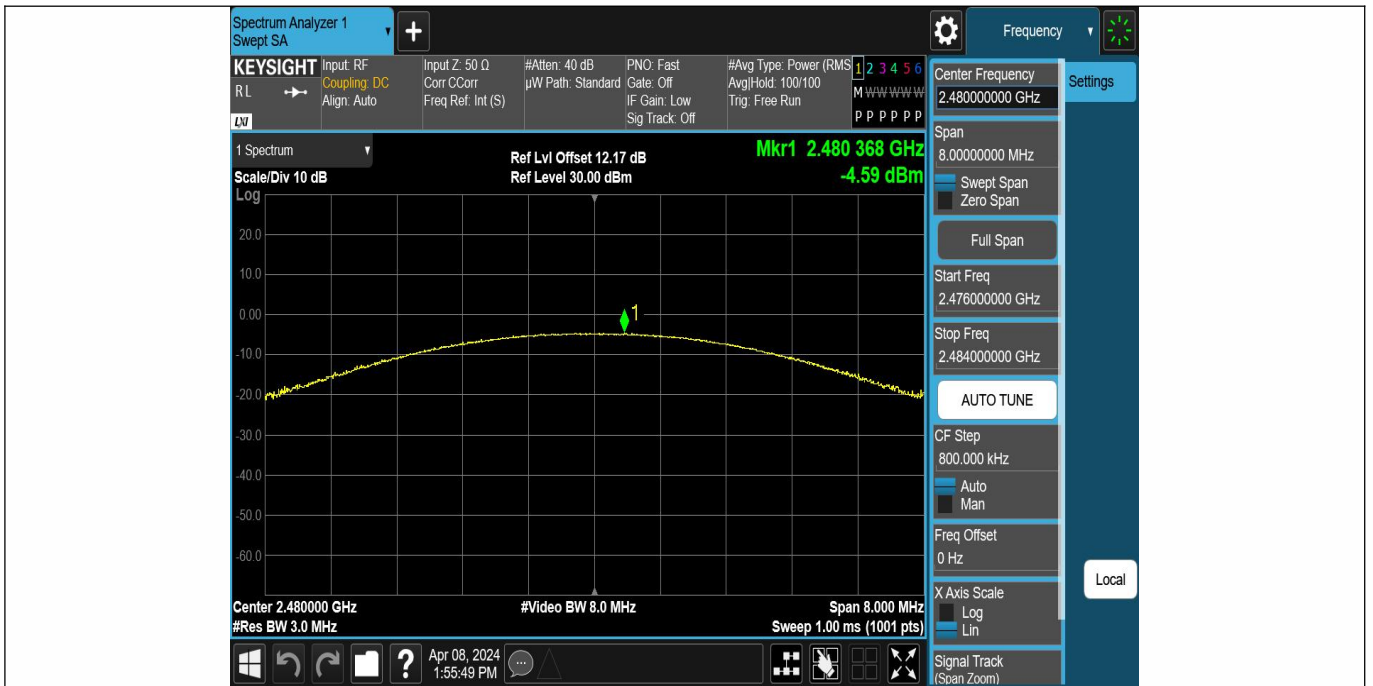 Spectrum Analyzer 1
Swept SA
+
Frequency
KEYSIGHT
R L
LXI
Input: RF
Coupling: DC
Align: Auto
Input Z: 50 Ω
Corr CCorr
Freq Ref: Int (S)
#Atten: 40 dB
µW Path: Standard
PNO: Fast
Gate: Off
IF Gain: Low
Sig Track: Off
#Avg Type: Power (RMS
Avg|Hold: 100/100
Trig: Free Run
1 2 3 4 5 6
M W W W W W
P P P P P P
1 Spectrum
Scale/Div 10 dB
Log
Ref Lvl Offset 12.17 dB
Ref Level 30.00 dBm
Mkr1 2.480 368 GHz
-4.59 dBm
20.0
10.0
0.00
-10.0
-20.0
-30.0
-40.0
-50.0
-60.0
1
Center 2.480000 GHz
#Res BW 3.0 MHz
#Video BW 8.0 MHz
Span 8.000 MHz
Sweep 1.00 ms (1001 pts)
Center Frequency
2.480000000 GHz
Settings
Span
8.00000000 MHz
Swept Span
Zero Span
Full Span
Start Freq
2.476000000 GHz
Stop Freq
2.484000000 GHz
AUTO TUNE
CF Step
800.000 kHz
Auto
Man
Freq Offset
0 Hz
Local
X Axis Scale
Log
Lin
Signal Track
(Span Zoom)
?
Apr 08, 2024
1:55:49 PM